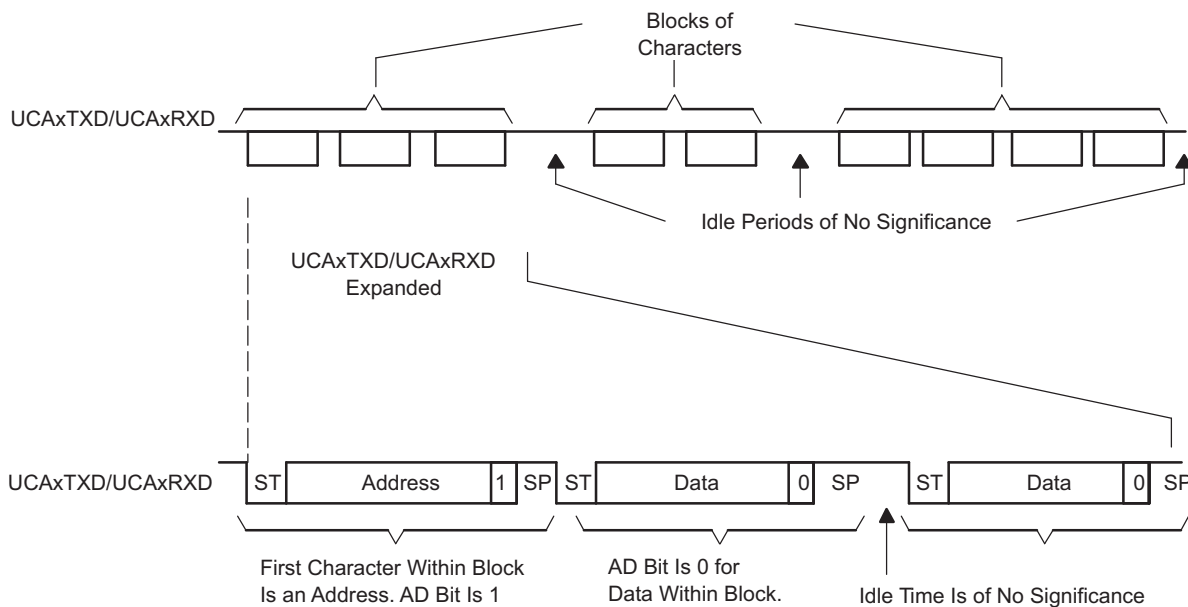 Blocks of
Characters
UCAxTXD/UCAxRXD
Idle Periods of No Significance
UCAxTXD/UCAxRXD
Expanded
UCAxTXD/UCAxRXD
ST Address 1 SP ST Data 0 SP ST Data 0 SP
First Character Within Block
Is an Address. AD Bit Is 1
AD Bit Is 0 for
Data Within Block.
Idle Time Is of No Significance